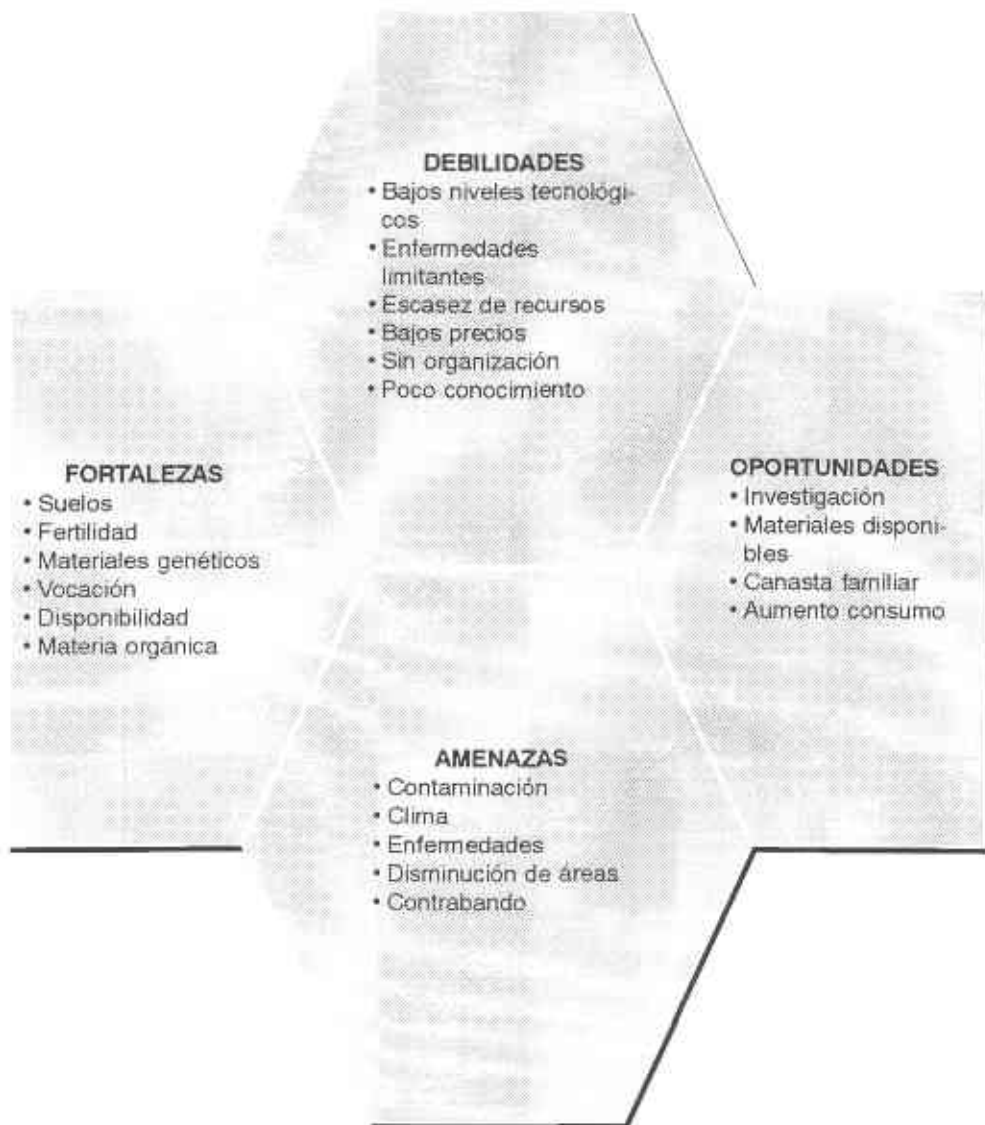 DEBILIDADES
• Bajos niveles tecnológi-
cos
• Enfermedades
limitantes
• Escasez de recursos
• Bajos precios
• Sin organización
• Poco conocimiento
FORTALEZAS
• Suelos
• Fertilidad
• Materiales genéticos
• Vocación
• Disponibilidad
• Materia orgánica
OPORTUNIDADES
• Investigación
• Materiales disponi-
bles
• Canasta familiar
• Aumento consumo
AMENAZAS
• Contaminación
• Clima
• Enfermedades
• Disminución de áreas
• Contrabando